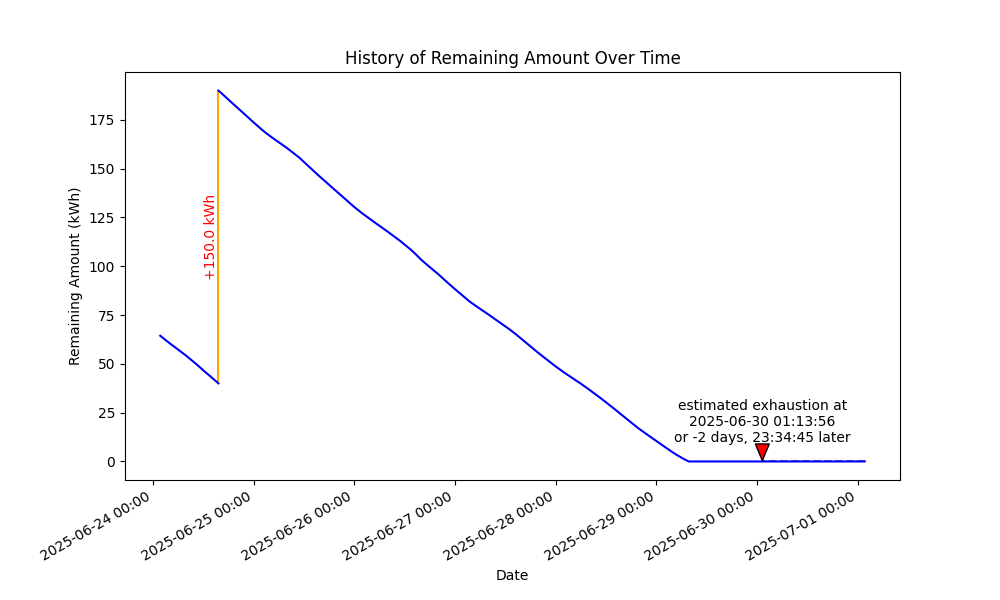 History of Remaining Amount Over Time
Remaining Amount (kWh)
175
150
125
100
75
50
25
0
+150.0 kWh
estimated exhaustion at
2025-06-30 01:13:56
or -2 days, 23:34:45 later
2025-06-24 00:00
2025-06-25 00:00
2025-06-26 00:00
2025-06-27 00:00
2025-06-28 00:00
2025-06-29 00:00
2025-06-30 00:00
2025-07-01 00:00
Date